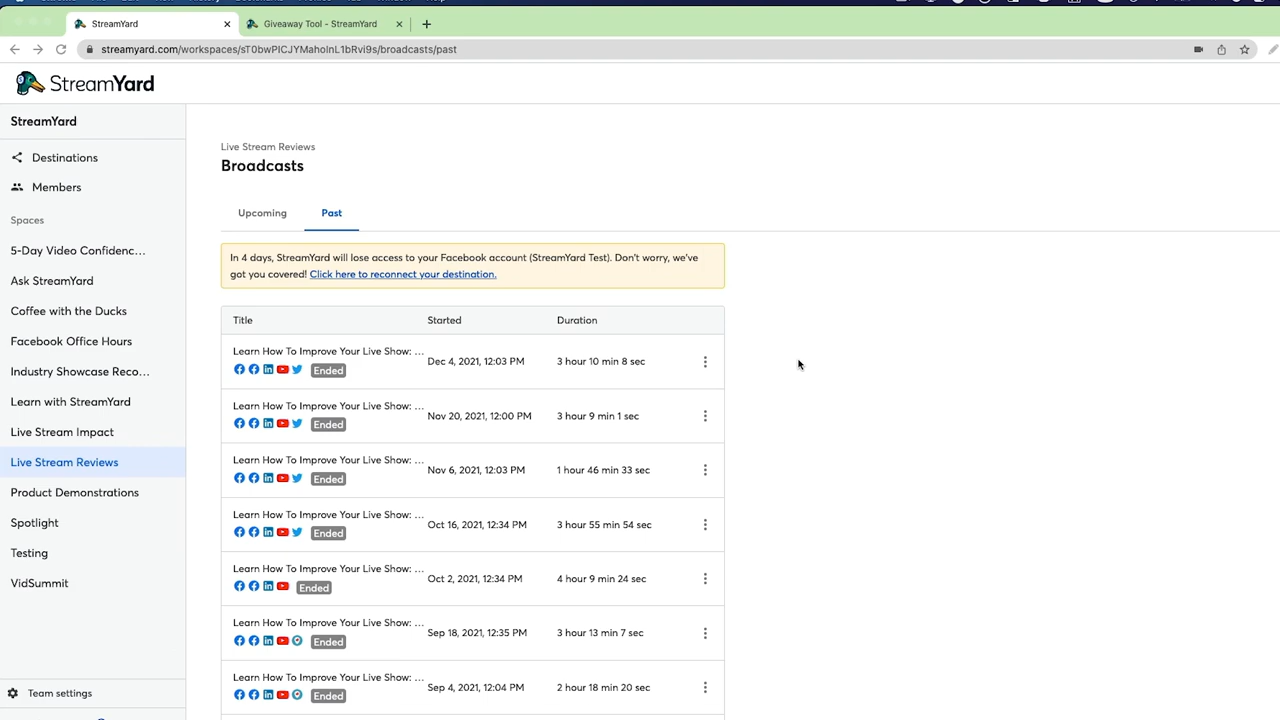 StreamYard
Giveaway Tool - StreamYard
streamyard.com/workspaces/sT0bwPICJYMahoInL1bRvi9s/broadcasts/past
StreamYard
StreamYard
Destinations
Members
Spaces
5-Day Video Confidenc...
Ask StreamYard
Coffee with the Ducks
Facebook Office Hours
Industry Showcase Reco...
Learn with StreamYard
Live Stream Impact
Live Stream Reviews
Product Demonstrations
Spotlight
Testing
VidSummit
Team settings
Live Stream Reviews
Broadcasts
Upcoming Past
In 4 days, StreamYard will lose access to your Facebook account (StreamYard Test). Don't worry, we've
got you covered! Click here to reconnect your destination.
Title Started Duration
Learn How To Improve Your Live Show: ...
Dec 4, 2021, 12:03 PM 3 hour 10 min 8 sec
Ended
Learn How To Improve Your Live Show: ...
Nov 20, 2021, 12:00 PM 3 hour 9 min 1 sec
Ended
Learn How To Improve Your Live Show: ...
Nov 6, 2021, 12:03 PM 1 hour 46 min 33 sec
Ended
Learn How To Improve Your Live Show: ...
Oct 16, 2021, 12:34 PM 3 hour 55 min 54 sec
Ended
Learn How To Improve Your Live Show: ...
Oct 2, 2021, 12:34 PM 4 hour 9 min 24 sec
Ended
Learn How To Improve Your Live Show: ...
Sep 18, 2021, 12:35 PM 3 hour 13 min 7 sec
Ended
Learn How To Improve Your Live Show: ...
Sep 4, 2021, 12:04 PM 2 hour 18 min 20 sec
Ended